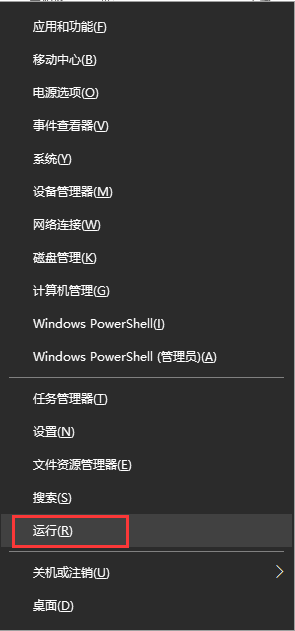 应用和功能(F)
移动中心(B)
电源选项(O)
事件查看器(V)
系统(Y)
设备管理器(M)
网络连接(W)
磁盘管理(K)
计算机管理(G)
Windows PowerShell(I)
Windows PowerShell (管理员)(A)
任务管理器(T)
设置(N)
文件资源管理器(E)
搜索(S)
运行(R)
关机或注销(U)
桌面(D)